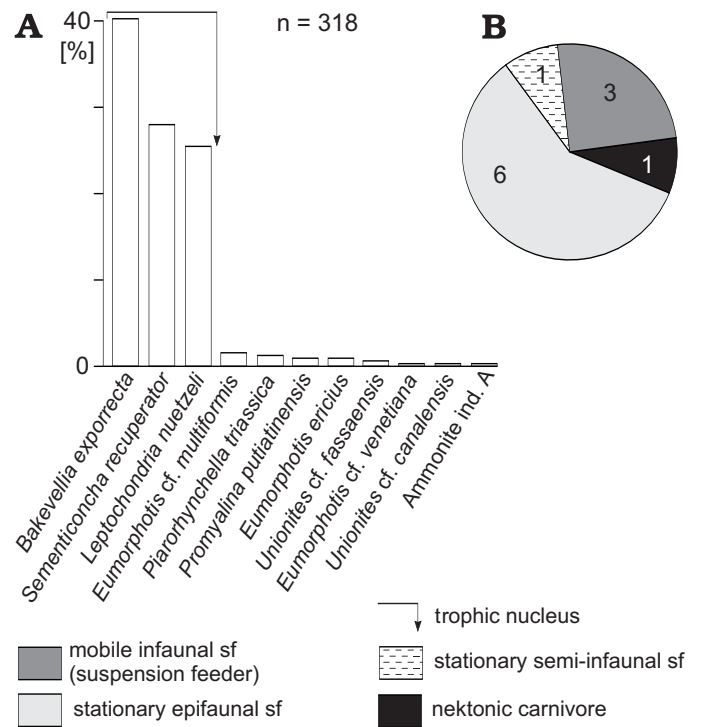 A
40
[%]
n = 318
0
Bakevellia exporrecta
Sementiconcha recuperator
Leptochondria nuetzeli
Eumorphotis cf. multiformis
Piarorhynchella triassica
Promyalina putiatinensis
Eumorphotis ericius
Unionites cf. fassaensis
Eumorphotis cf. venetiana
Unionites cf. canalensis
Ammonite ind. A
B
1
3
6
1
trophic nucleus
mobile infaunal sf
(suspension feeder)
stationary semi-infaunal sf
stationary epifaunal sf
nektonic carnivore